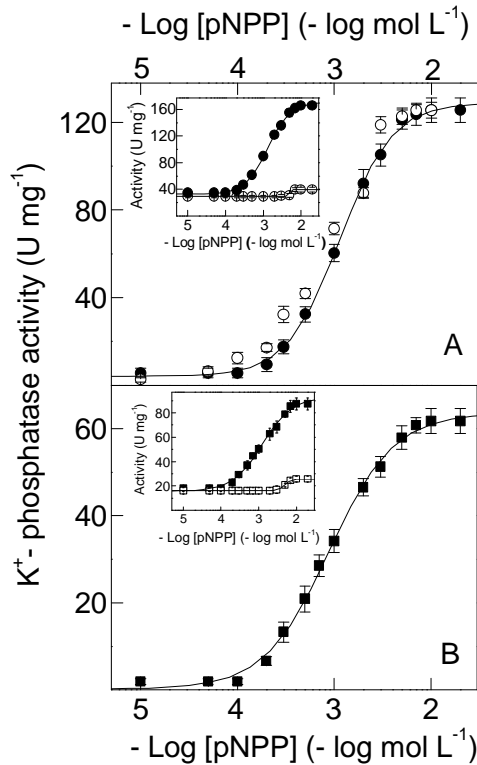 - Log [pNPP] (- log mol L⁻¹)
5 4 3 2
K⁺- phosphatase activity (U mg⁻¹)
120
80
40
A
Activity (U mg⁻¹)
160
120
80
40
5 4 3 2
- Log [pNPP] (- log mol L⁻¹)
60
40
20
B
Activity (U mg⁻¹)
80
60
40
20
5 4 3 2
- Log [pNPP] (- log mol L⁻¹)
5 4 3 2
- Log [pNPP] (- log mol L⁻¹)